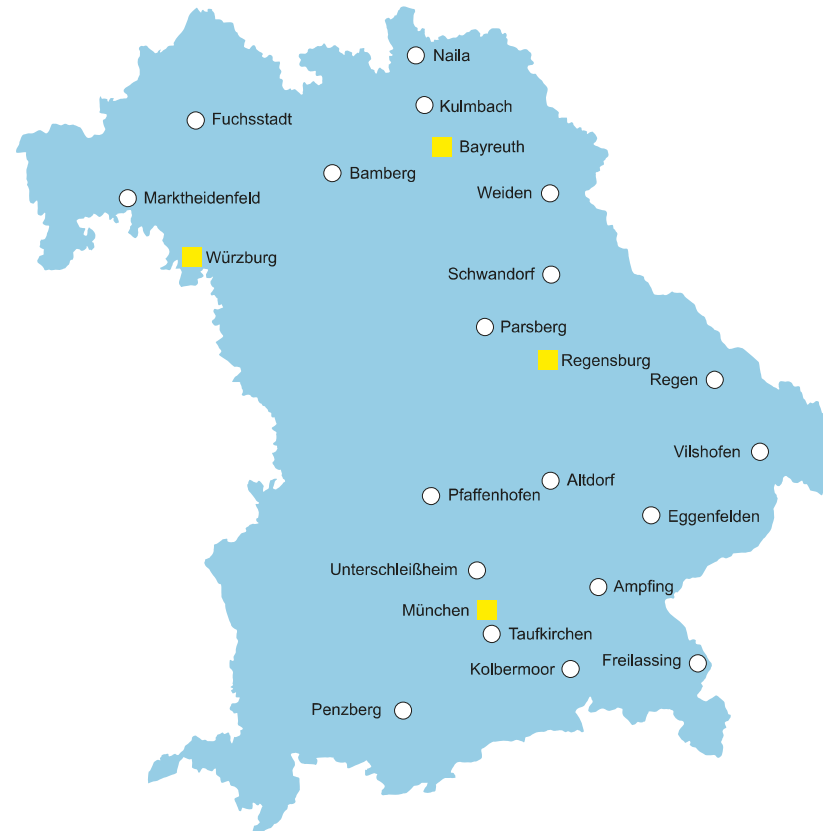 Naila
Kulmbach
Fuchsstadt
Bayreuth
Bamberg
Weiden
Marktheidenfeld
Würzburg
Schwandorf
Parsberg
Regensburg
Regen
Vilshofen
Altdorf
Pfaffenhofen
Eggenfelden
Unterschleißheim
Ampfing
München
Taufkirchen
Freilassing
Kolbermoor
Penzberg